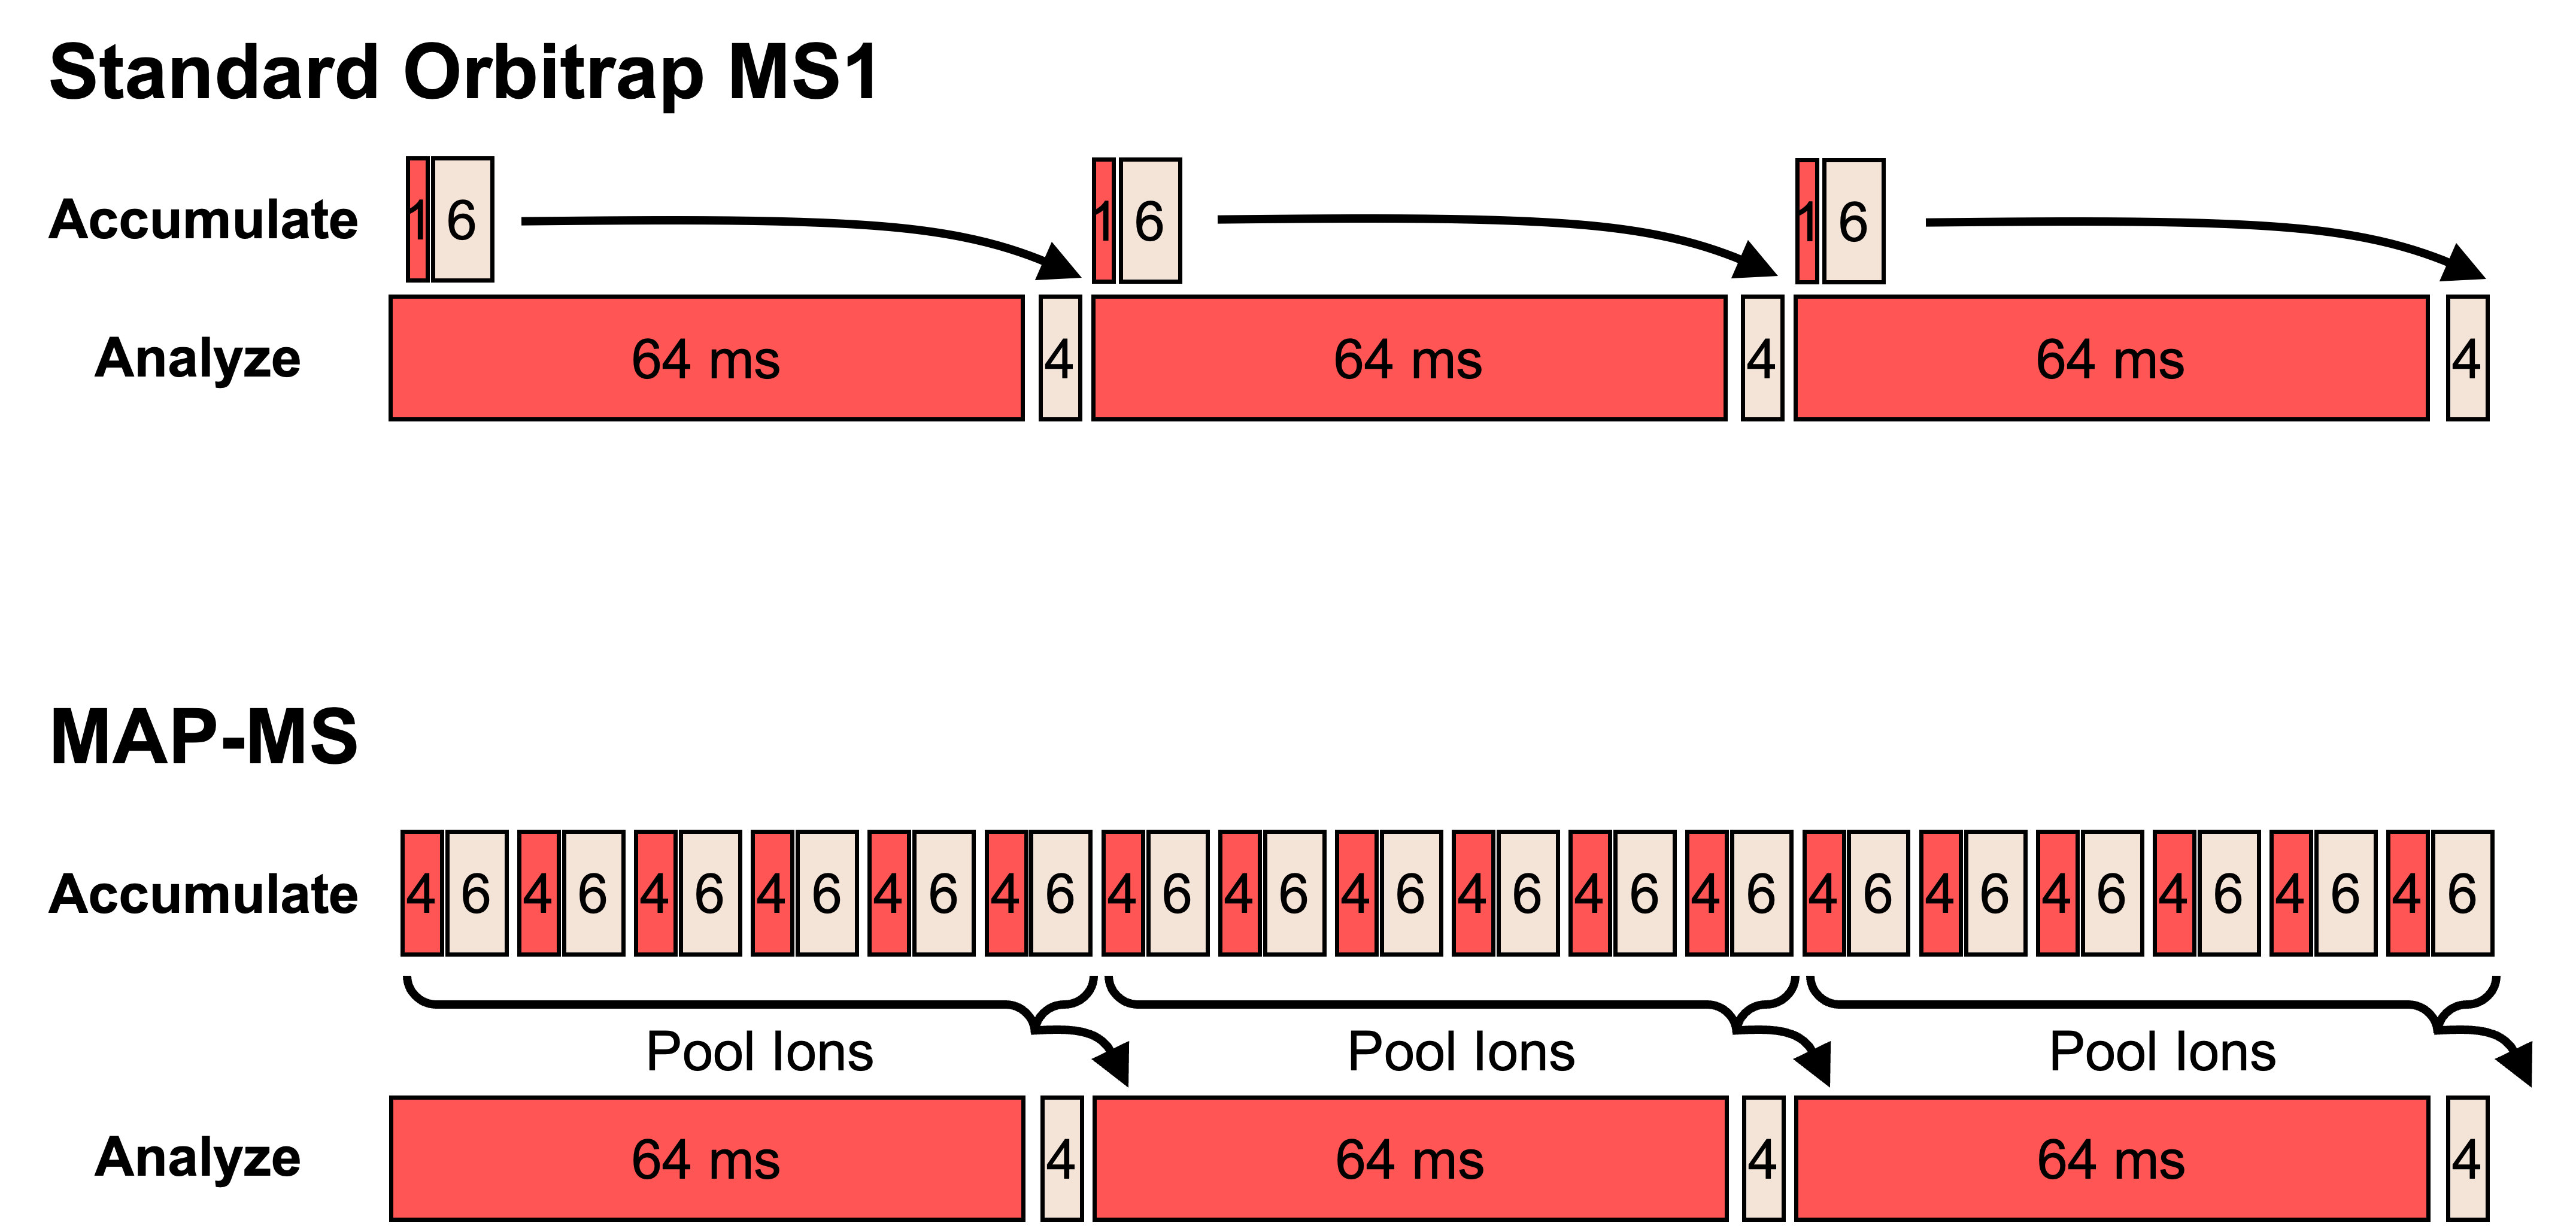 Standard Orbitrap MS1
Accumulate 1 6 1 6 1 6
Analyze 64 ms 4 64 ms 4 64 ms 4
MAP-MS
Accumulate 4 6 4 6 4 6 4 6 4 6 4 6 4 6 4 6 4 6 4 6 4 6 4 6 4 6 4 6 4 6 4 6 4 6 4 6
Pool Ions Pool Ions Pool Ions
Analyze 64 ms 4 64 ms 4 64 ms 4